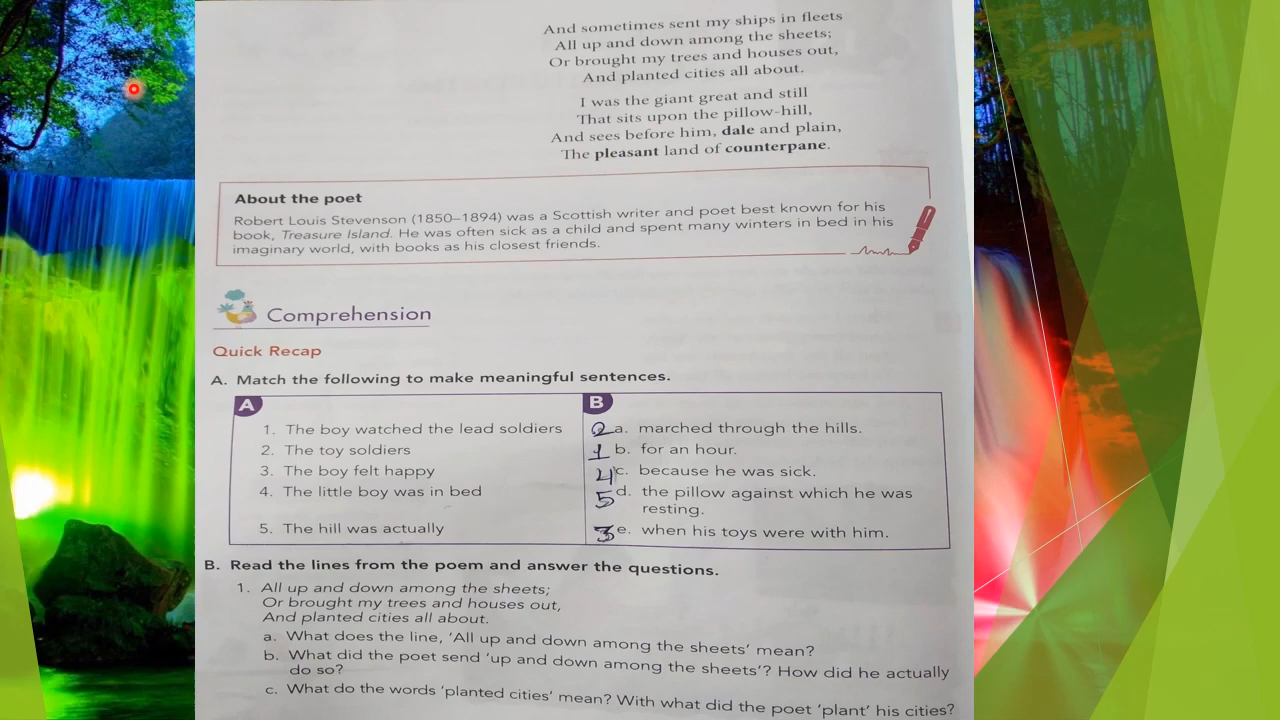 And sometimes sent my ships in fleets
All up and down among the sheets;
Or brought my trees and houses out,
And planted cities all about.
I was the giant great and still
That sits upon the pillow-hill,
And sees before him, dale and plain,
The pleasant land of counterpane.
About the poet
Robert Louis Stevenson (1850–1894) was a Scottish writer and poet best known for his
book, Treasure Island. He was often sick as a child and spent many winters in bed in his
imaginary world, with books as his closest friends.
Comprehension
Quick Recap
A. Match the following to make meaningful sentences.
A
B
1. The boy watched the lead soldiers
2 a. marched through the hills.
2. The toy soldiers
1 b. for an hour.
3. The boy felt happy
4 c. because he was sick.
4. The little boy was in bed
5 d. the pillow against which he was
resting.
5. The hill was actually
3 e. when his toys were with him.
B. Read the lines from the poem and answer the questions.
1. All up and down among the sheets;
Or brought my trees and houses out,
And planted cities all about.
a. What does the line, ‘All up and down among the sheets’ mean?
b. What did the poet send ‘up and down among the sheets’? How did he actually
do so?
c. What do the words ‘planted cities’ mean? With what did the poet ‘plant’ his cities?